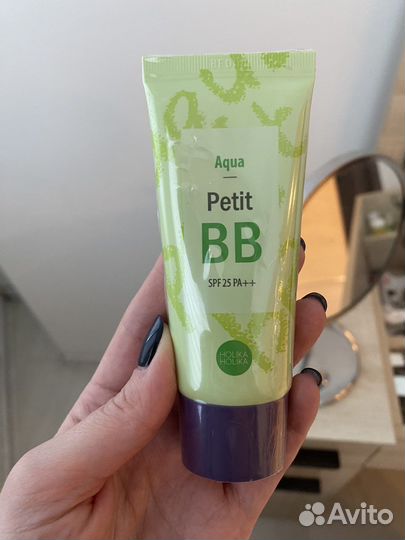 Aqua
Petit
BB
SPF 25 PA++
HOLIKA
HOLIKA
Avito